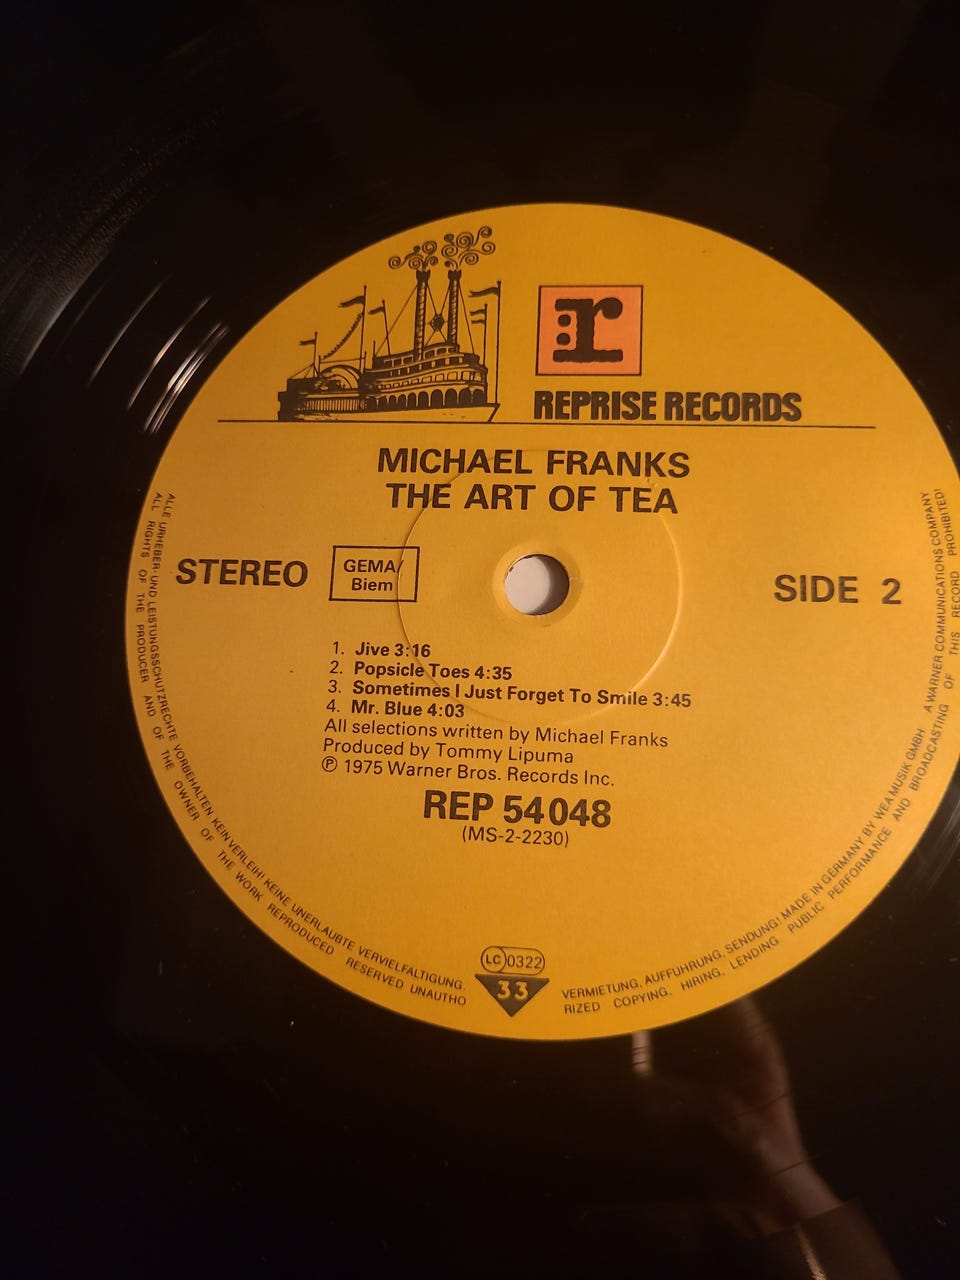 r
REPRISE RECORDS
MICHAEL FRANKS
THE ART OF TEA
STEREO
GEMA/
Biem
SIDE 2
1. Jive 3:16
2. Popsicle Toes 4:35
3. Sometimes I Just Forget To Smile 3:45
4. Mr. Blue 4:03
All selections written by Michael Franks
Produced by Tommy Lipuma
℗ 1975 Warner Bros. Records Inc.
REP 54 048
(MS-2-2230)
LC 0322
33
ALLE URHEBER- UND LEISTUNGSSCHUTZRECHTE VORBEHALTEN KEIN VERLEIH! KEINE UNERLAUBTE VERVIELFÄLTIGUNG,
VERMIETUNG, AUFFÜHRUNG, SENDUNG! MADE IN GERMANY BY WEA MUSIK GMBH A WARNER COMMUNICATIONS COMPANY
ALL RIGHTS OF THE PRODUCER AND OF THE OWNER OF THE WORK REPRODUCED RESERVED UNAUTHO
RIZED COPYING, HIRING, LENDING, PUBLIC PERFORMANCE AND BROADCASTING OF THIS RECORD PROHIBITED!